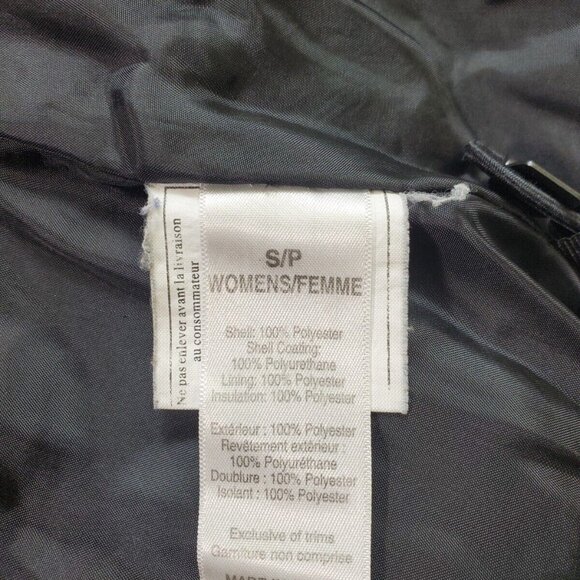 Ne pas enlever avant la livraison
au consommateur
S/P
WOMENS/FEMME
Shell: 100% Polyester
Shell Coating:
100% Polyurethane
Lining: 100% Polyester
Insulation: 100% Polyester
Extérieur : 100% Polyester
Revêtement extérieur :
100% Polyuréthane
Doublure : 100% Polyester
Isolant : 100% Polyester
Exclusive of trims
Garniture non comprise
MADE